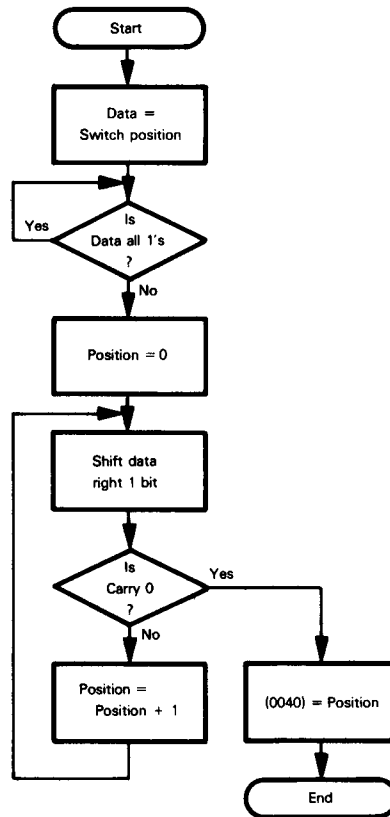 Start
Data =
Switch position
Is
Data all 1's
?
Yes
No
Position = 0
Shift data
right 1 bit
Is
Carry 0
?
Yes
No
Position =
Position + 1
(0040) = Position
End